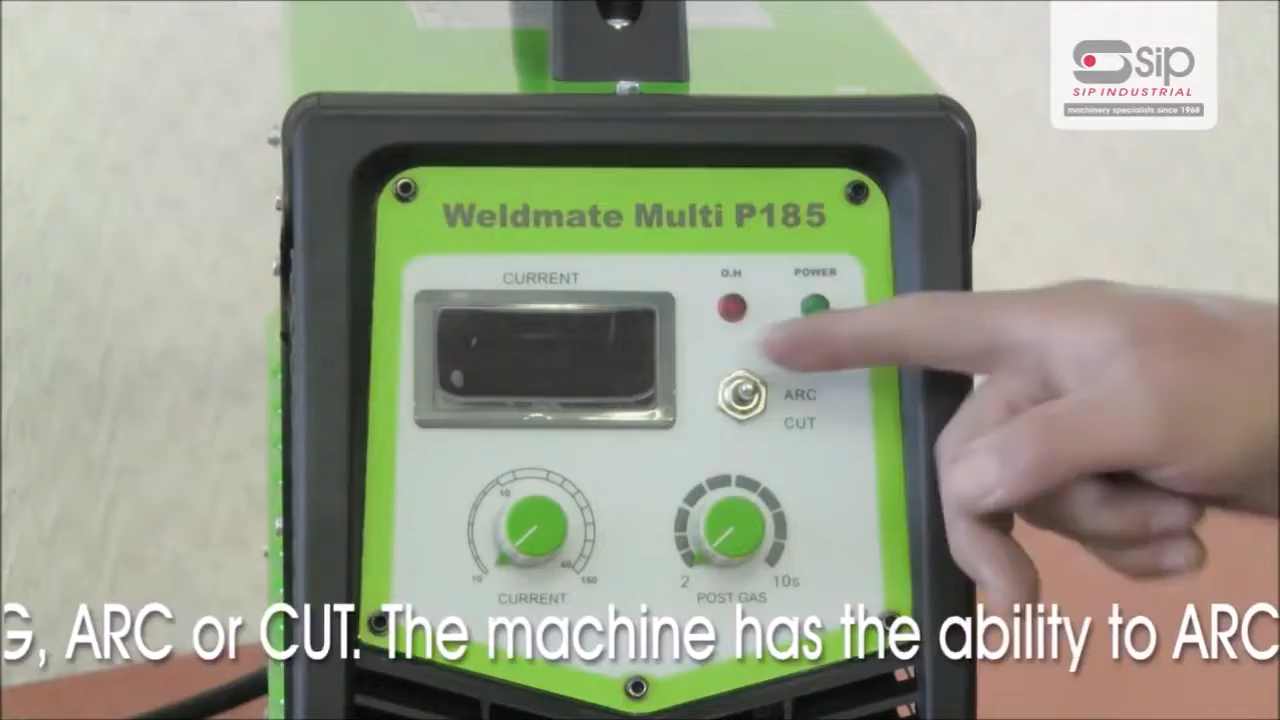 Sip
SIP INDUSTRIAL
machinery specialists since 1968
Weldmate Multi P185
CURRENT
O.H
POWER
ARC
CUT
10
10
60
160
CURRENT
2
10s
POST GAS
G, ARC or CUT. The machine has the ability to ARC